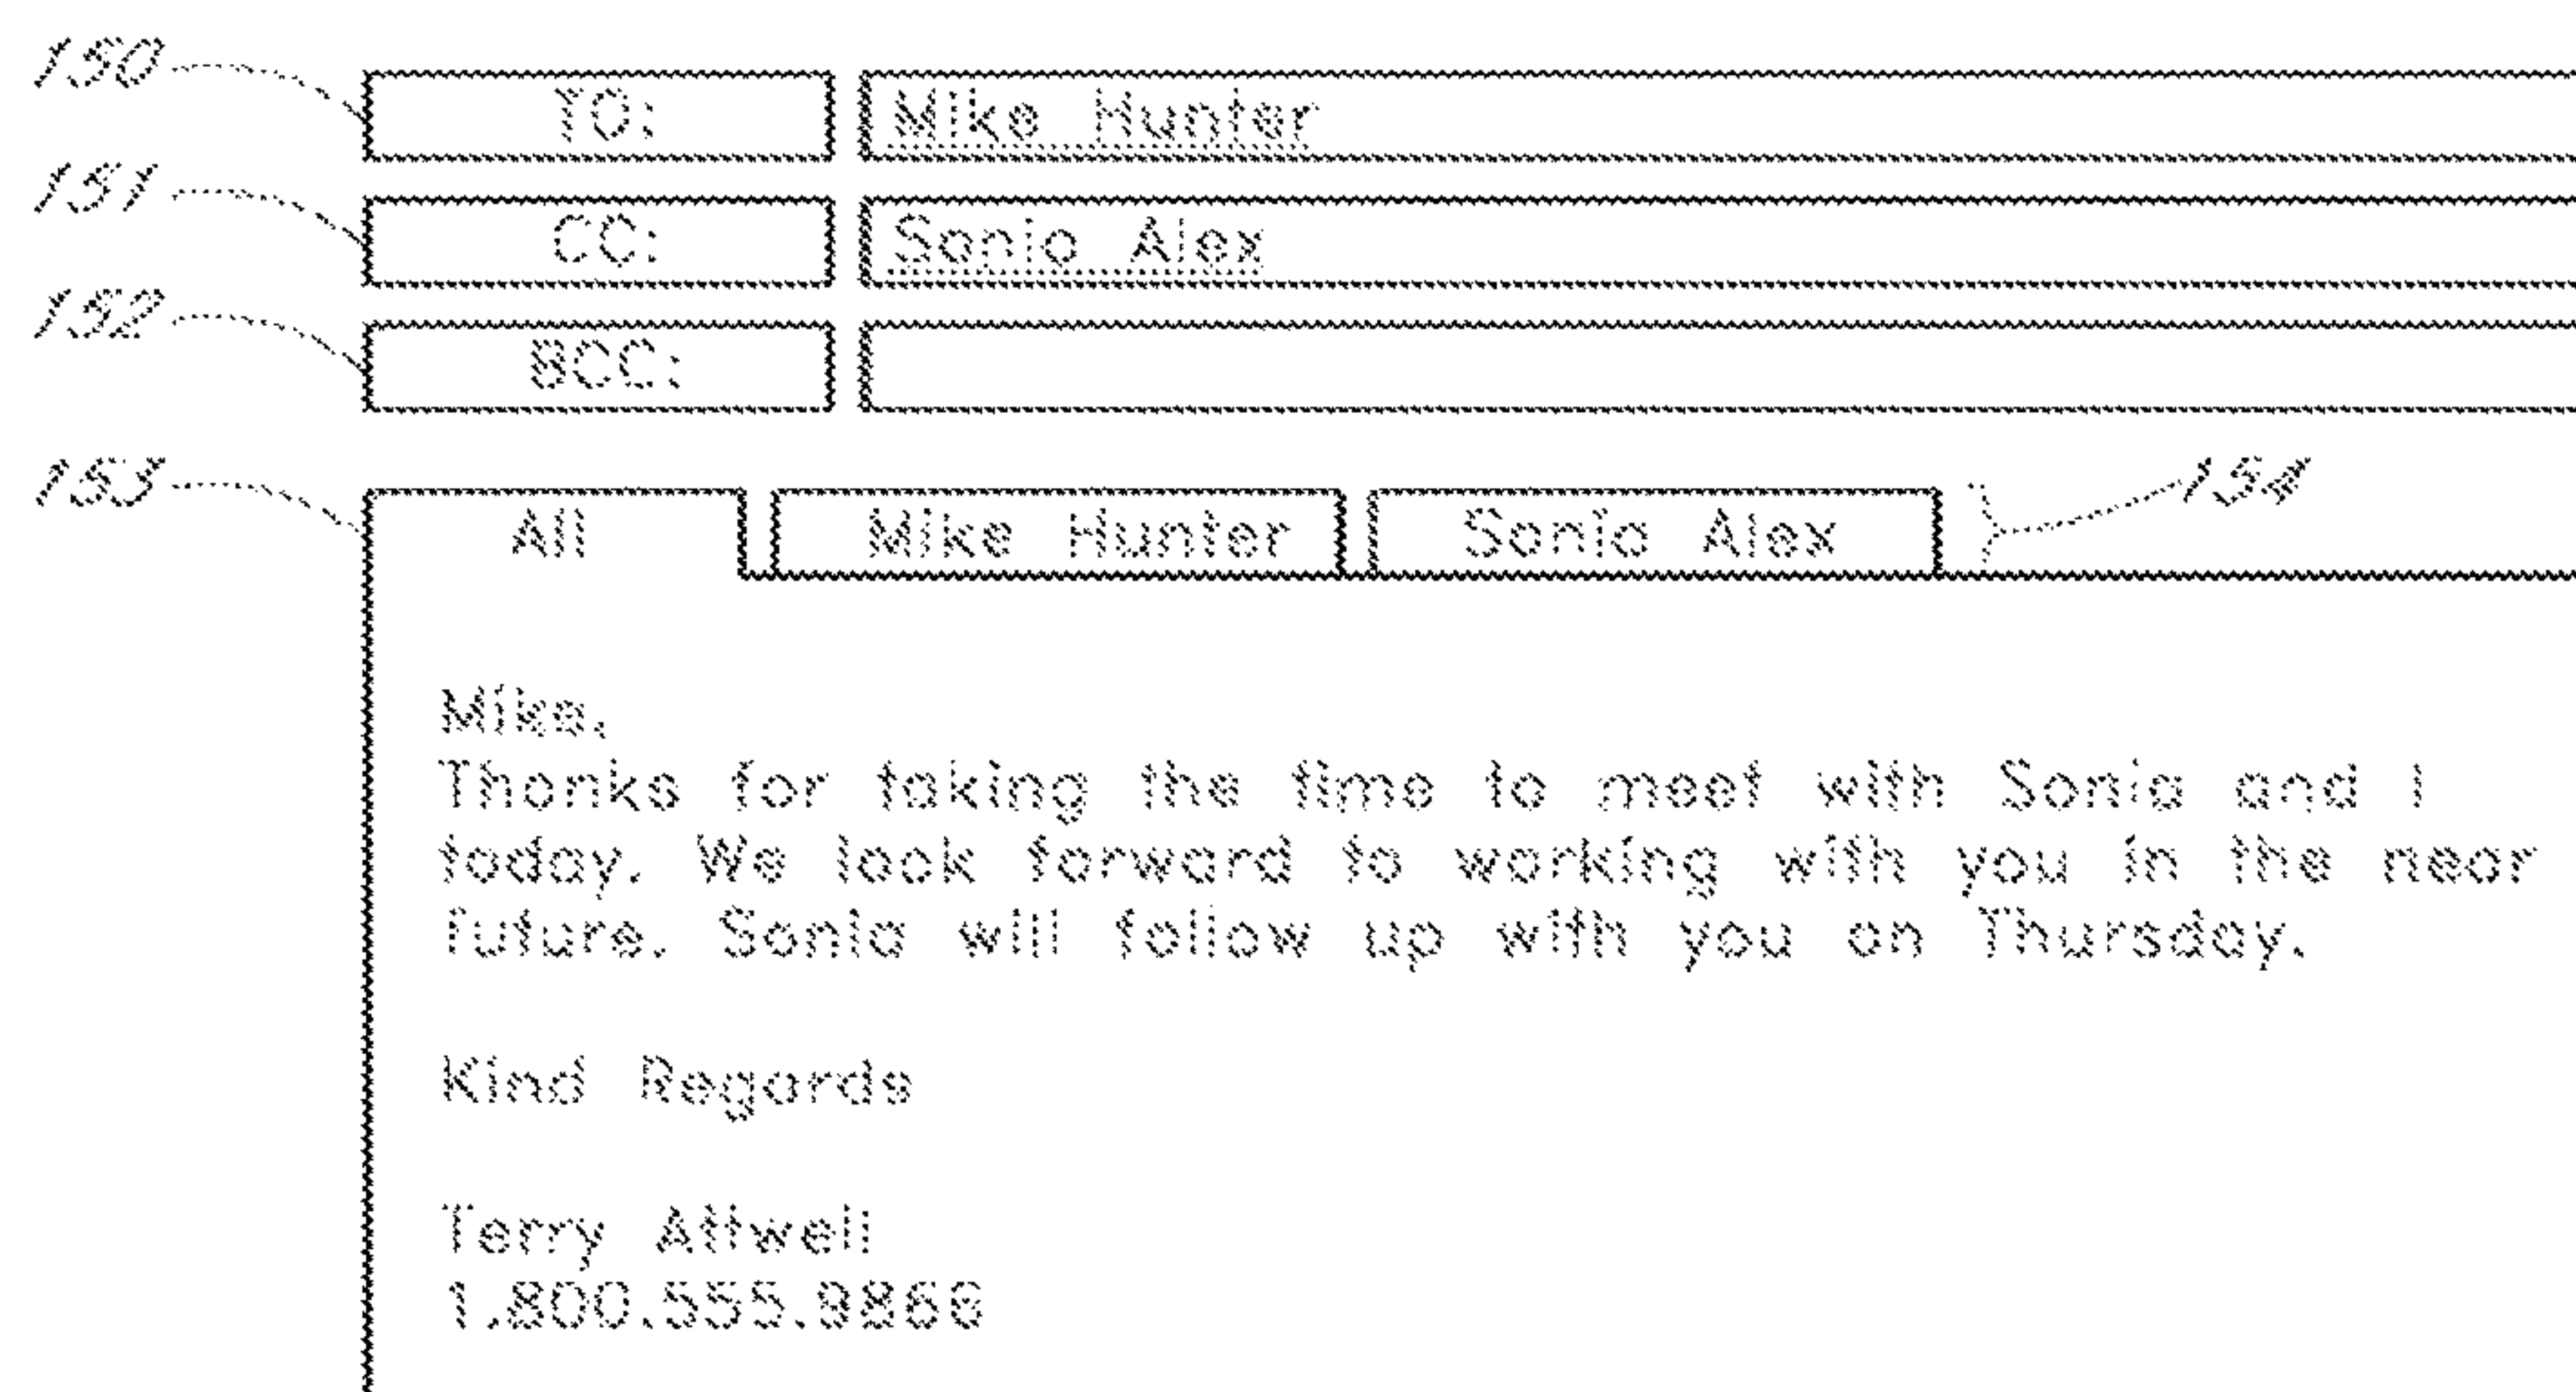 150 TO: Mike Hunter
151 CC: Sonia Alex
152 BCC:
153 All Mike Hunter Sonia Alex 154
Mike,
Thanks for taking the time to meet with Sonia and I
today. We look forward to working with you in the near
future. Sonia will follow up with you on Thursday.
Kind Regards
Terry Attwell
1.800.555.9866